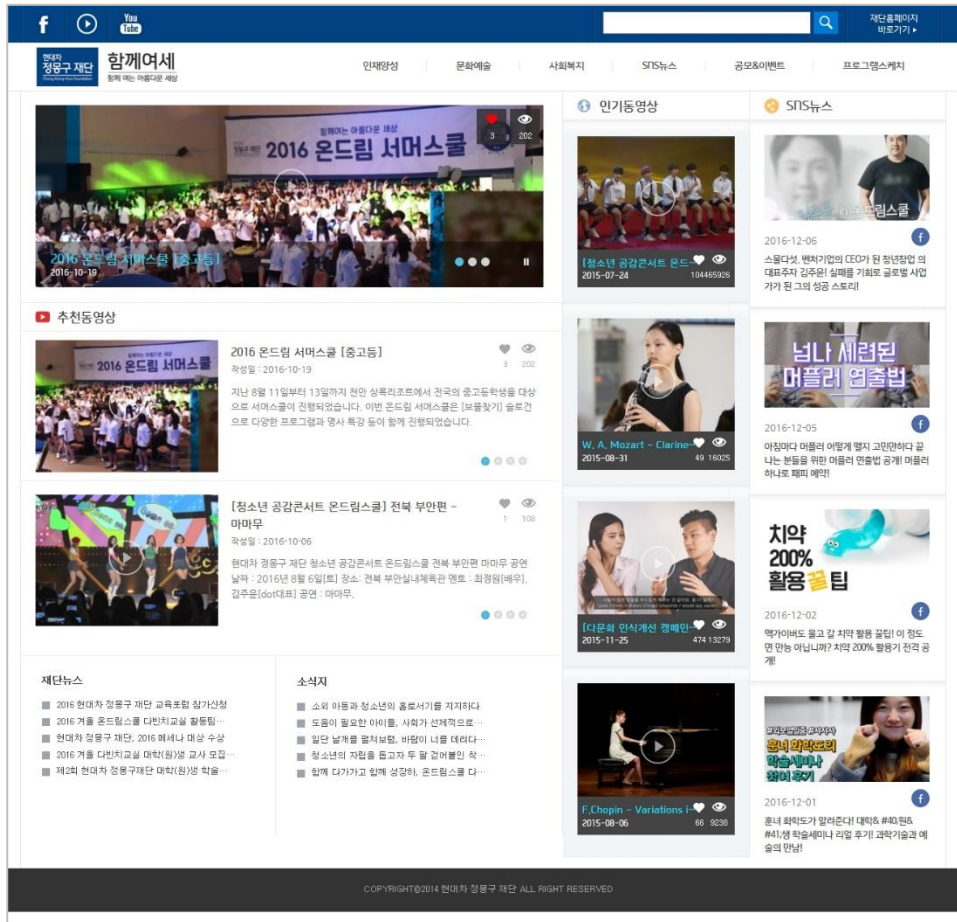 f
You
Tube
재단홈페이지
바로가기 ▸
현대차
정몽구 재단
함께여세
함께 여는 아름다운 세상
인재양성
문화예술
사회복지
SNS뉴스
공모&이벤트
프로그램스케치
함께여는 아름다운 세상
2016 온드림 서머스쿨
3 202
2016 온드림 서머스쿨 [중고등]
2016-10-19
추천동영상
2016 온드림 서머스쿨
2016 온드림 서머스쿨 [중고등]
3 202
작성일 : 2016-10-19
지난 8월 11일부터 13일까지 천안 상록리조트에서 전국의 중고등학생을 대상
으로 서머스쿨이 진행되었습니다. 이번 온드림 서머스쿨은 [보물찾기] 슬로건
으로 다양한 프로그램과 명사 특강 등이 함께 진행되었습니다.
[청소년 공감콘서트 온드림스쿨] 전북 부안편 -
마마무
1 108
작성일 : 2016-10-06
현대차 정몽구 재단 청소년 공감콘서트 온드림스쿨 전북 부안편 마마무 공연
날짜 : 2016년 8월 6일[토] 장소: 전북 부안실내체육관 멘토 : 최정원[배우],
김주윤[dot대표] 공연 : 마마무,
재단뉴스
2016 현대차 정몽구 재단 교육포럼 참가신청
2016 겨울 온드림스쿨 다빈치교실 활동팀…
현대차 정몽구 재단, 2016 메세나 대상 수상
2016 겨울 다빈치교실 대학(원)생 교사 모집…
제2회 현대차 정몽구재단 대학(원)생 학술…
소식지
소외 아동과 청소년의 홀로서기를 지지하다
도움이 필요한 아이들, 사회가 선제적으로…
일단 날개를 펼쳐보렴, 바람이 너를 데려다…
청소년의 자립을 돕고자 두 팔 걷어붙인 착…
함께 다가가고 함께 성장하, 온드림스쿨 다…
인기동영상
[청소년 공감콘서트 온드…
2015-07-24 104465926
W. A. Mozart - Clarine…
2015-08-31 49 16025
[다문화 인식개선 캠페인…
2015-11-25 474 13279
F.Chopin - Variations i…
2015-08-06 66 9238
SNS뉴스
2016-12-06
스물다섯, 벤처기업의 CEO가 된 청년창업 의
대표주자 김주윤! 실패를 기회로 글로벌 사업
가가 된 그의 성공 스토리!
넘나 세련된
머플러 연출법
2016-12-05
아침마다 머플러 어떻게 맬지 고민만하다 끝
나는 분들을 위한 머플러 연출법 공개! 머플러
하나로 패피 예약!
치약
200%
활용 꿀팁
2016-12-02
맥가이버도 울고 갈 치약 활용 꿀팁! 이 정도
면 만능 아닙니까? 치약 200% 활용기 전격 공
개!
훈녀 화학도의
학술세미나
참여 후기
2016-12-01
훈녀 화학도가 알려준다! 대학& #40;원&
#41;생 학술세미나 리얼 후기! 과학기술과 예
술의 만남!
COPYRIGHT@2014 현대차 정몽구 재단 ALL RIGHT RESERVED